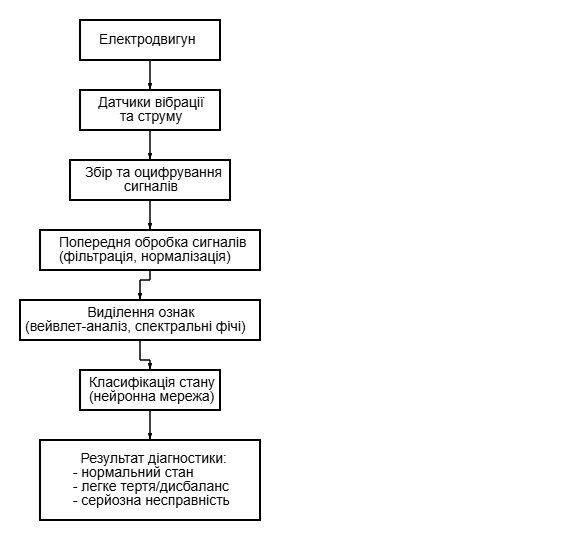 Електродвигун
Датчики вібрації
та струму
Збір та оцифрування
сигналів
Попередня обробка сигналів
(фільтрація, нормалізація)
Виділення ознак
(вейвлет-аналіз, спектральні фічі)
Класифікація стану
(нейронна мережа)
Результат діагностики:
- нормальний стан
- легке тертя/дисбаланс
- серйозна несправність